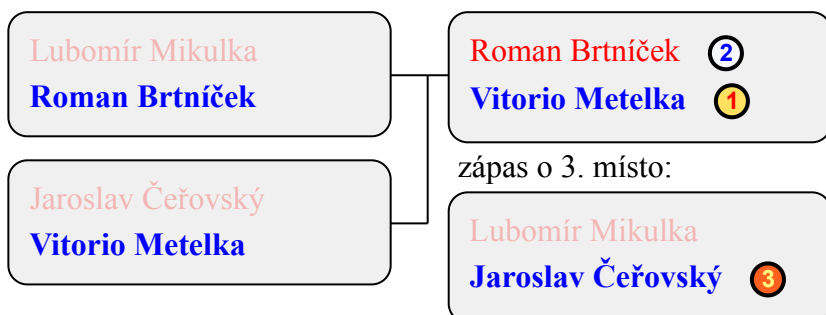 Lubomír Mikulka
Roman Brtníček
Jaroslav Čeřovský
Vitorio Metelka
Roman Brtníček 2
Vitorio Metelka 1
zápas o 3. místo:
Lubomír Mikulka
Jaroslav Čeřovský 3